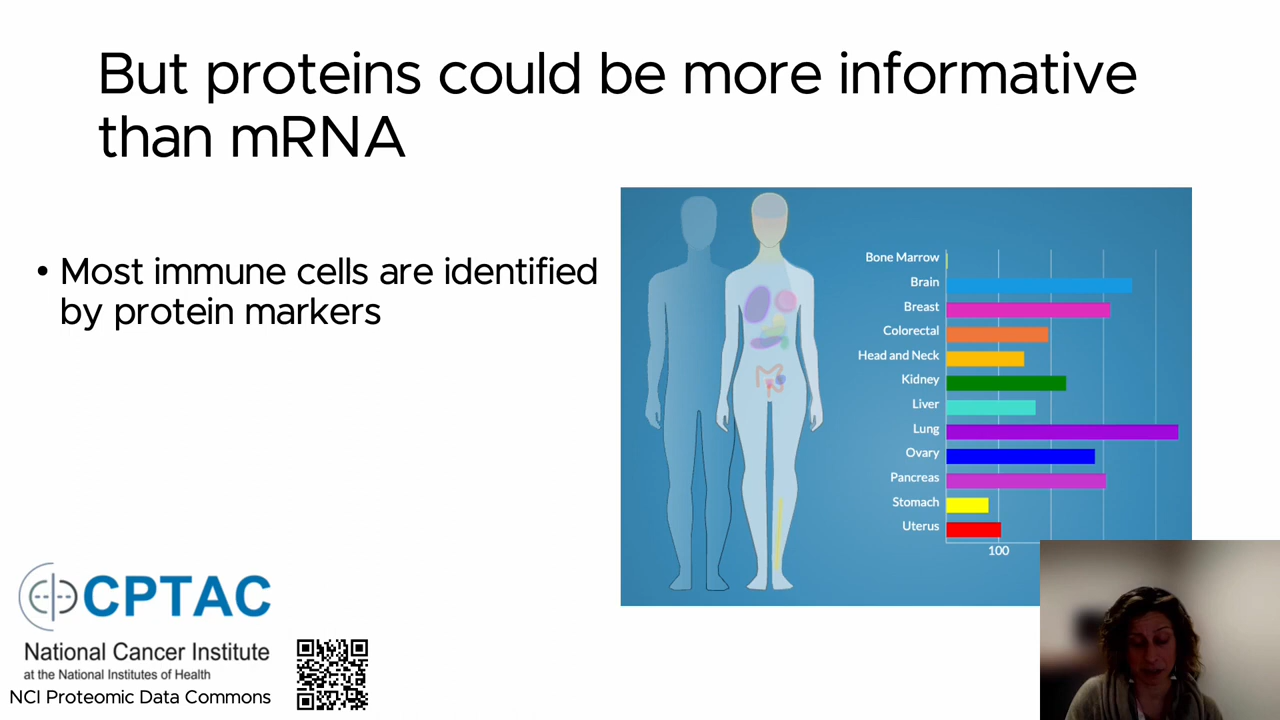 But proteins could be more informative
than mRNA
• Most immune cells are identified
by protein markers
Bone Marrow
Brain
Breast
Colorectal
Head and Neck
Kidney
Liver
Lung
Ovary
Pancreas
Stomach
Uterus
100
CPTAC
National Cancer Institute
at the National Institutes of Health
NCI Proteomic Data Commons